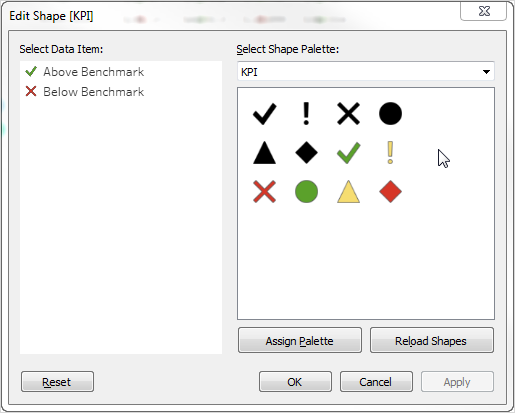 Edit Shape [KPI]
Select Data Item:
Above Benchmark
Below Benchmark
Select Shape Palette:
KPI
Assign Palette
Reload Shapes
Reset
OK
Cancel
Apply